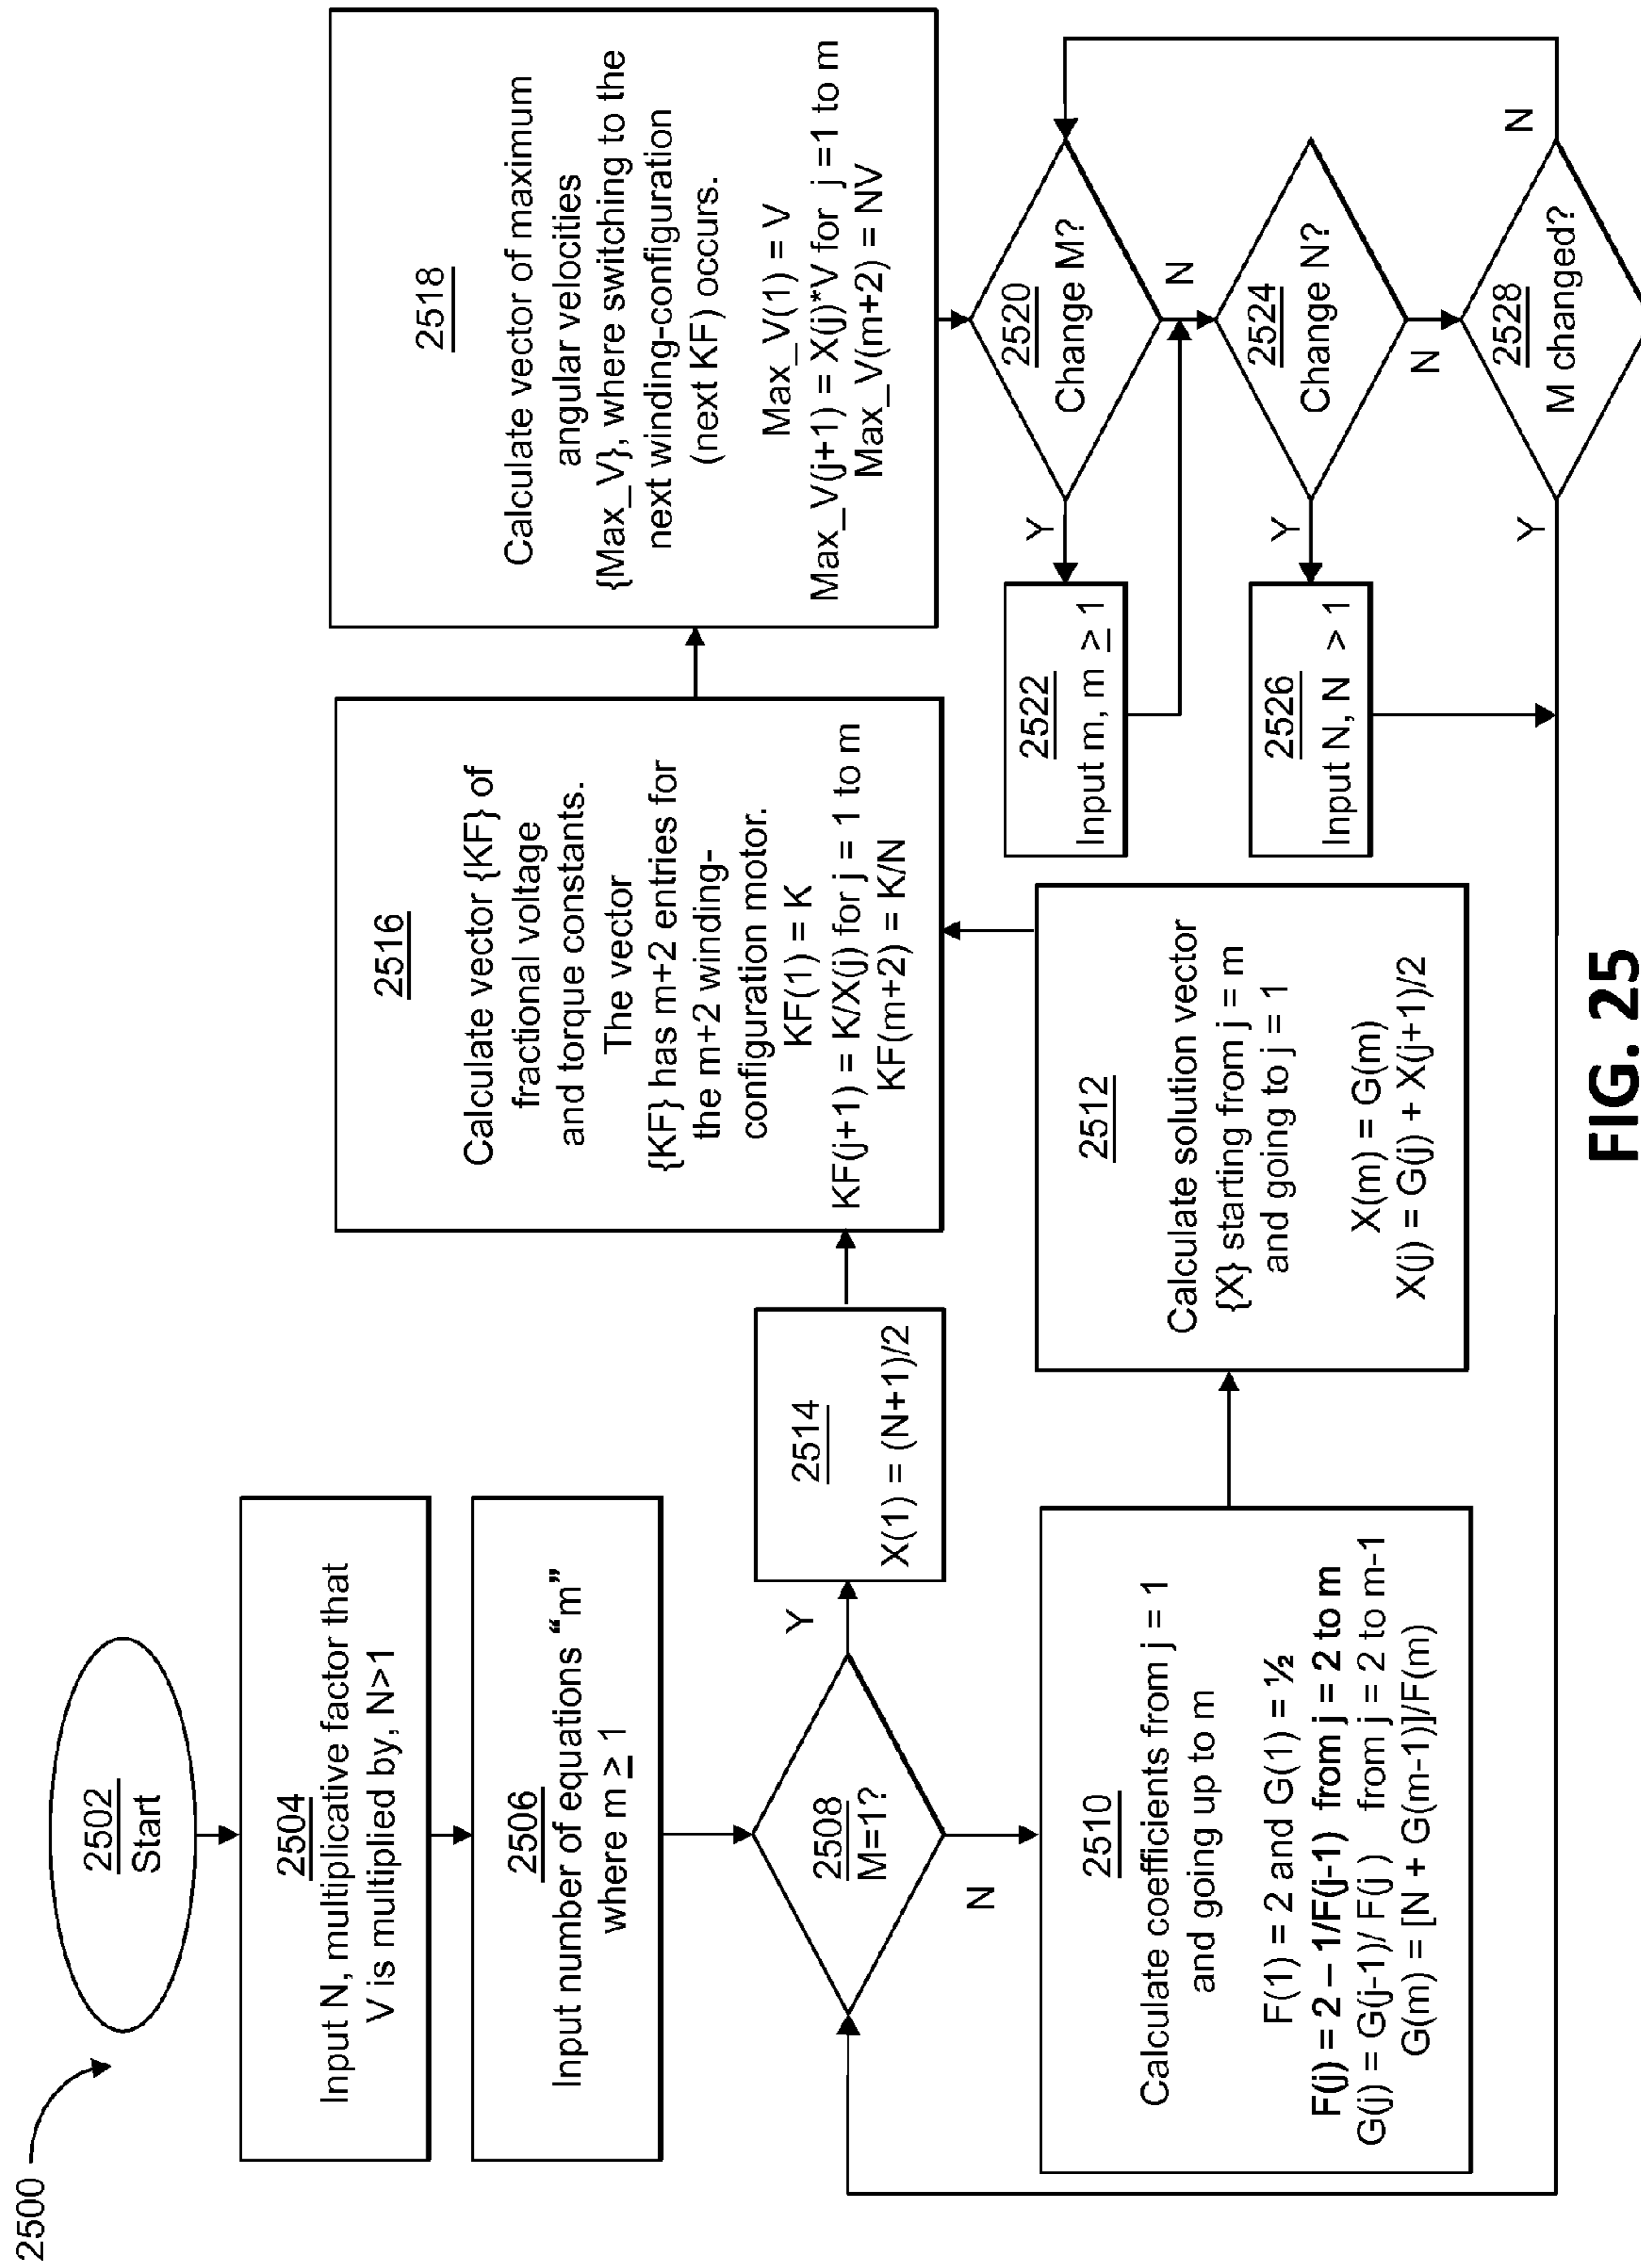 2500
2502
Start
2504
Input N, multiplicative factor that
V is multiplied by, N>1
2506
Input number of equations “m”
where m ≥ 1
2508
M=1?
Y
N
2510
Calculate coefficients from j = 1
and going up to m
F(1) = 2 and G(1) = ½
F(j) = 2 – 1/F(j-1) from j = 2 to m
G(j) = G(j-1)/ F(j ) from j = 2 to m-1
G(m) = [N + G(m-1)]/F(m)
2514
X(1) = (N+1)/2
2512
Calculate solution vector
{X} starting from j = m
and going to j = 1
X(m) = G(m)
X(j) = G(j) + X(j+1)/2
2516
Calculate vector {KF} of
fractional voltage
and torque constants.
The vector
{KF} has m+2 entries for
the m+2 winding-
configuration motor.
KF(1) = K
KF(j+1) = K/X(j) for j = 1 to m
KF(m+2) = K/N
2518
Calculate vector of maximum
angular velocities
{Max_V}, where switching to the
next winding-configuration
(next KF) occurs.
Max_V(1) = V
Max_V(j+1) = X(j)*V for j =1 to m
Max_V(m+2) = NV
2520
Change M?
Y
N
2522
Input m, m ≥ 1
2524
Change N?
Y
N
2526
Input N, N > 1
2528
M changed?
Y
N
FIG. 25